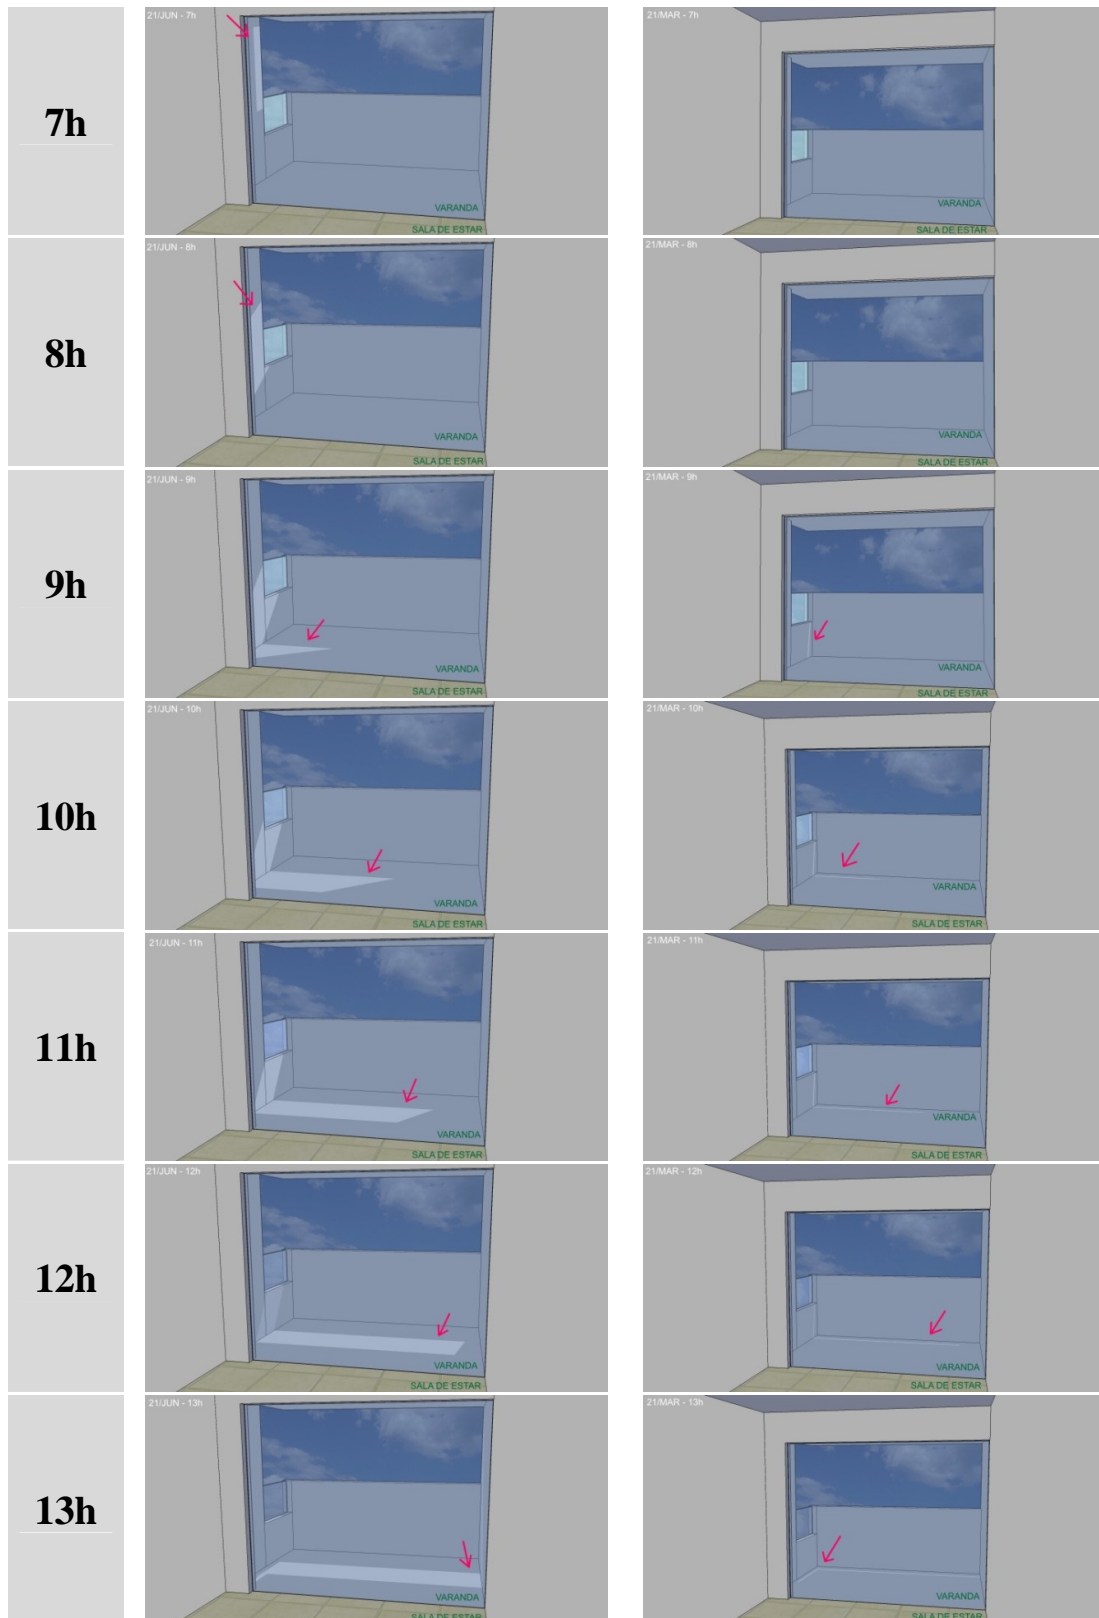 7h
21/JUN - 7h
VARANDA
SALA DE ESTAR
21/MAR - 7h
VARANDA
SALA DE ESTAR
8h
21/JUN - 8h
VARANDA
SALA DE ESTAR
21/MAR - 8h
VARANDA
SALA DE ESTAR
9h
21/JUN - 9h
VARANDA
SALA DE ESTAR
21/MAR - 9h
VARANDA
SALA DE ESTAR
10h
21/JUN - 10h
VARANDA
SALA DE ESTAR
21/MAR - 10h
VARANDA
SALA DE ESTAR
11h
21/JUN - 11h
VARANDA
SALA DE ESTAR
21/MAR - 11h
VARANDA
SALA DE ESTAR
12h
21/JUN - 12h
VARANDA
SALA DE ESTAR
21/MAR - 12h
VARANDA
SALA DE ESTAR
13h
21/JUN - 13h
VARANDA
SALA DE ESTAR
21/MAR - 13h
VARANDA
SALA DE ESTAR